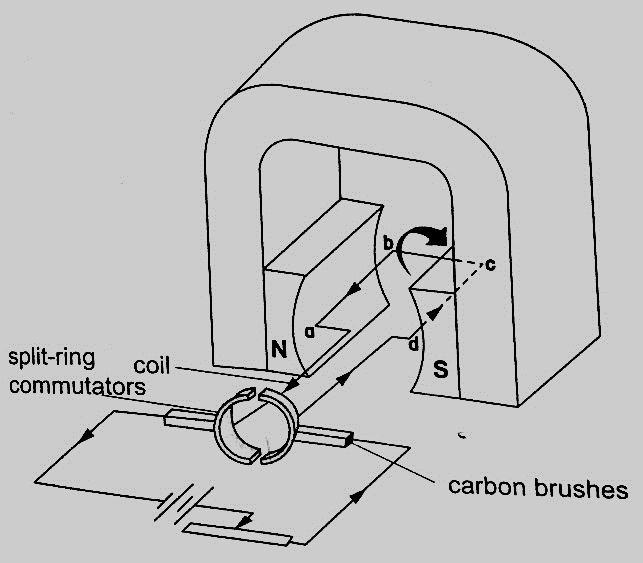 b
c
a
d
N
S
split-ring
commutators
coil
carbon brushes